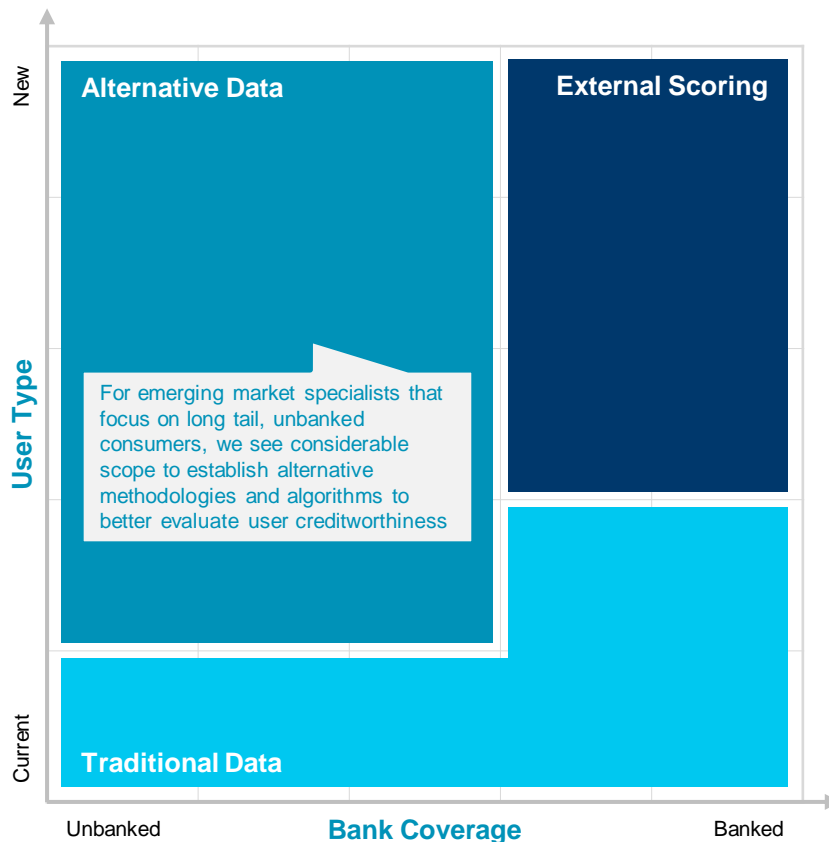 New
Alternative Data
External Scoring
User Type
For emerging market specialists that
focus on long tail, unbanked
consumers, we see considerable
scope to establish alternative
methodologies and algorithms to
better evaluate user creditworthiness
Current
Traditional Data
Unbanked
Bank Coverage
Banked